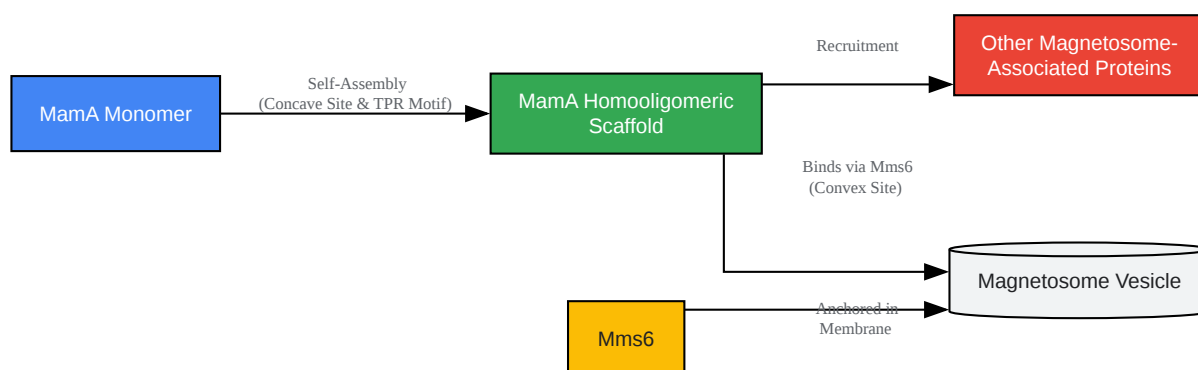 MamA Monomer
Self-Assembly
(Concave Site & TPR Motif)
MamA Homooligomeric
Scaffold
Recruitment
Other Magnetosome-
Associated Proteins
Binds via Mms6
(Convex Site)
Magnetosome Vesicle
Mms6
Anchored in
Membrane